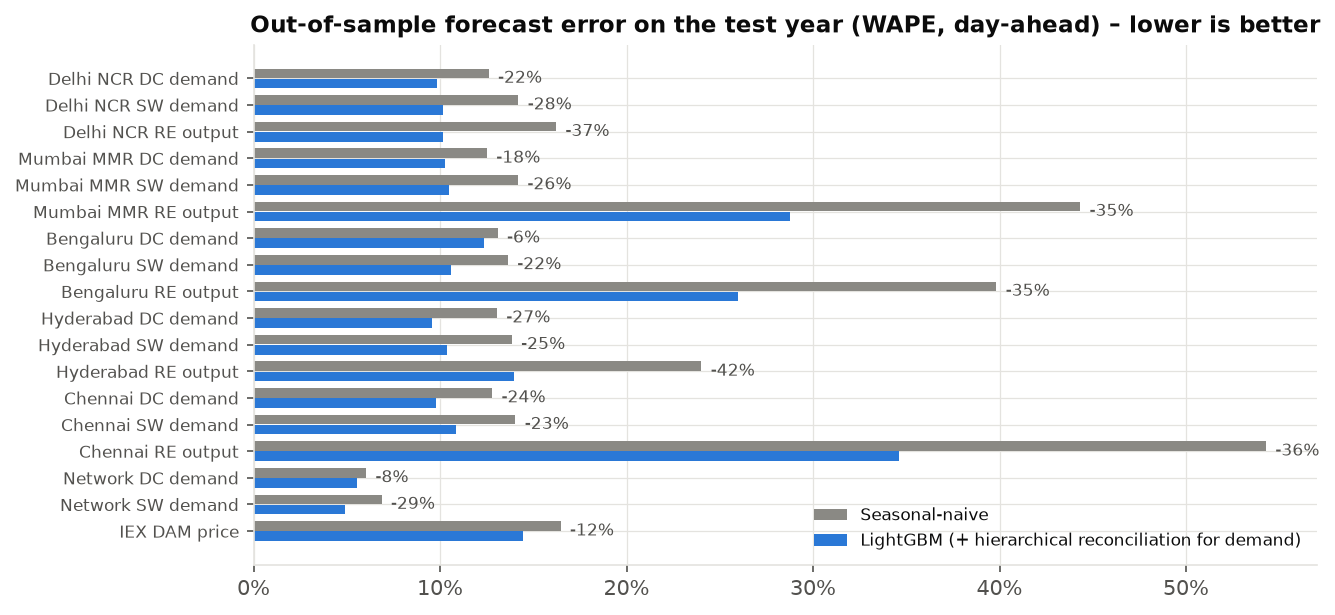 Out-of-sample forecast error on the test year (WAPE, day-ahead) – lower is better
Delhi NCR DC demand -22%
Delhi NCR SW demand -28%
Delhi NCR RE output -37%
Mumbai MMR DC demand -18%
Mumbai MMR SW demand -26%
Mumbai MMR RE output -35%
Bengaluru DC demand -6%
Bengaluru SW demand -22%
Bengaluru RE output -35%
Hyderabad DC demand -27%
Hyderabad SW demand -25%
Hyderabad RE output -42%
Chennai DC demand -24%
Chennai SW demand -23%
Chennai RE output -36%
Network DC demand -8%
Network SW demand -29%
IEX DAM price -12%
Seasonal-naive
LightGBM (+ hierarchical reconciliation for demand)
0% 10% 20% 30% 40% 50%